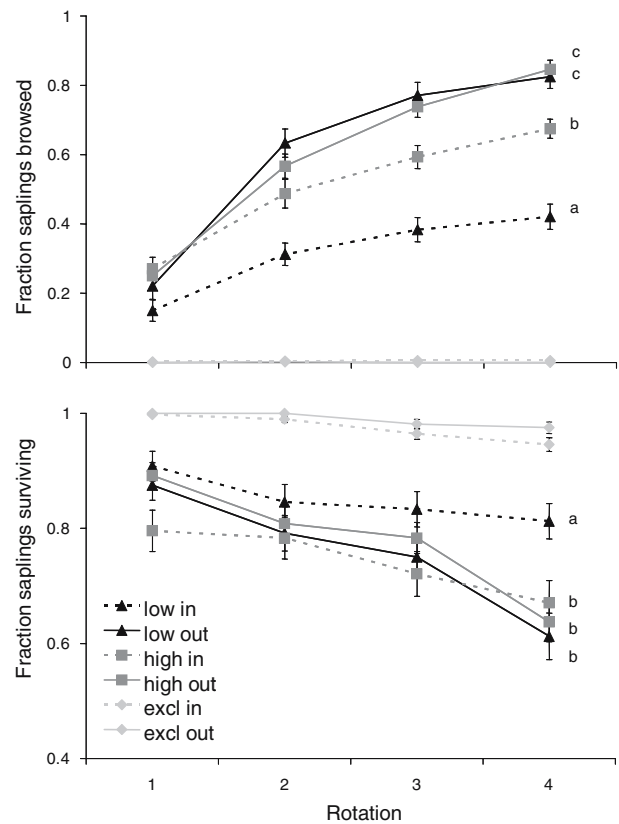 1
0.8
0.6
0.4
0.2
0
Fraction saplings browsed
c
c
b
a
1
0.8
0.6
0.4
Fraction saplings surviving
a
b
b
b
low in
low out
high in
high out
excl in
excl out
1 2 3 4
Rotation